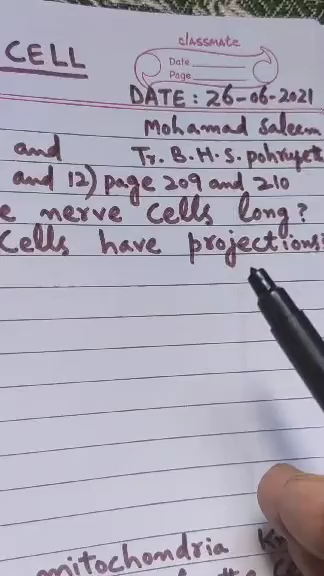 classmate
CELL
Date
Page
DATE : 26-06-2021
Mohamad Saleem
and Tr. B. H. S.
and 12) page 209 and 210
e nerve cells long?
Cells have projections?
mitochondria